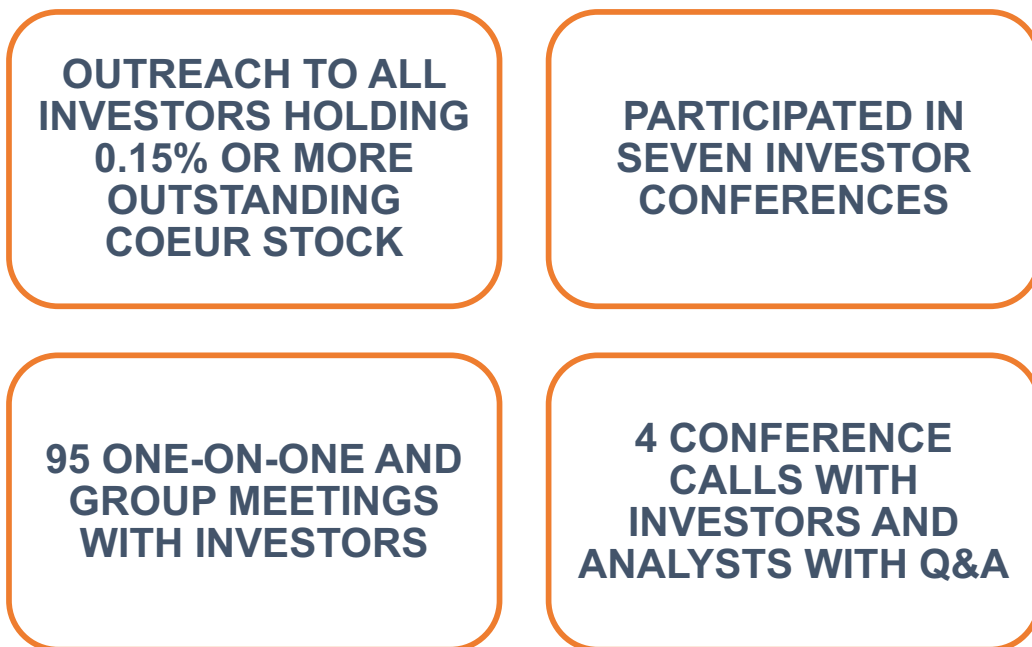 OUTREACH TO ALL
INVESTORS HOLDING
0.15% OR MORE
OUTSTANDING
COEUR STOCK
PARTICIPATED IN
SEVEN INVESTOR
CONFERENCES
95 ONE-ON-ONE AND
GROUP MEETINGS
WITH INVESTORS
4 CONFERENCE
CALLS WITH
INVESTORS AND
ANALYSTS WITH Q&A